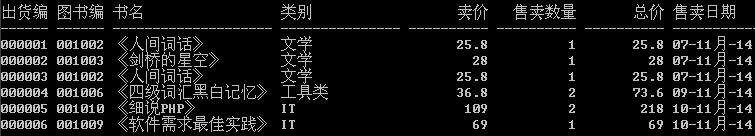 出货编 图书编 书名 类别 卖价 售卖数量 总价 售卖日期
000001 001002 《人间词话》 文学 25.8 1 25.8 07-11月-14
000002 001003 《剑桥的星空》 文学 28 1 28 07-11月-14
000003 001002 《人间词话》 文学 25.8 1 25.8 07-11月-14
000004 001006 《四级词汇黑白记忆》 工具类 36.8 2 73.6 09-11月-14
000005 001010 《细说PHP》 IT 109 2 218 10-11月-14
000006 001009 《软件需求最佳实践》 IT 69 1 69 10-11月-14